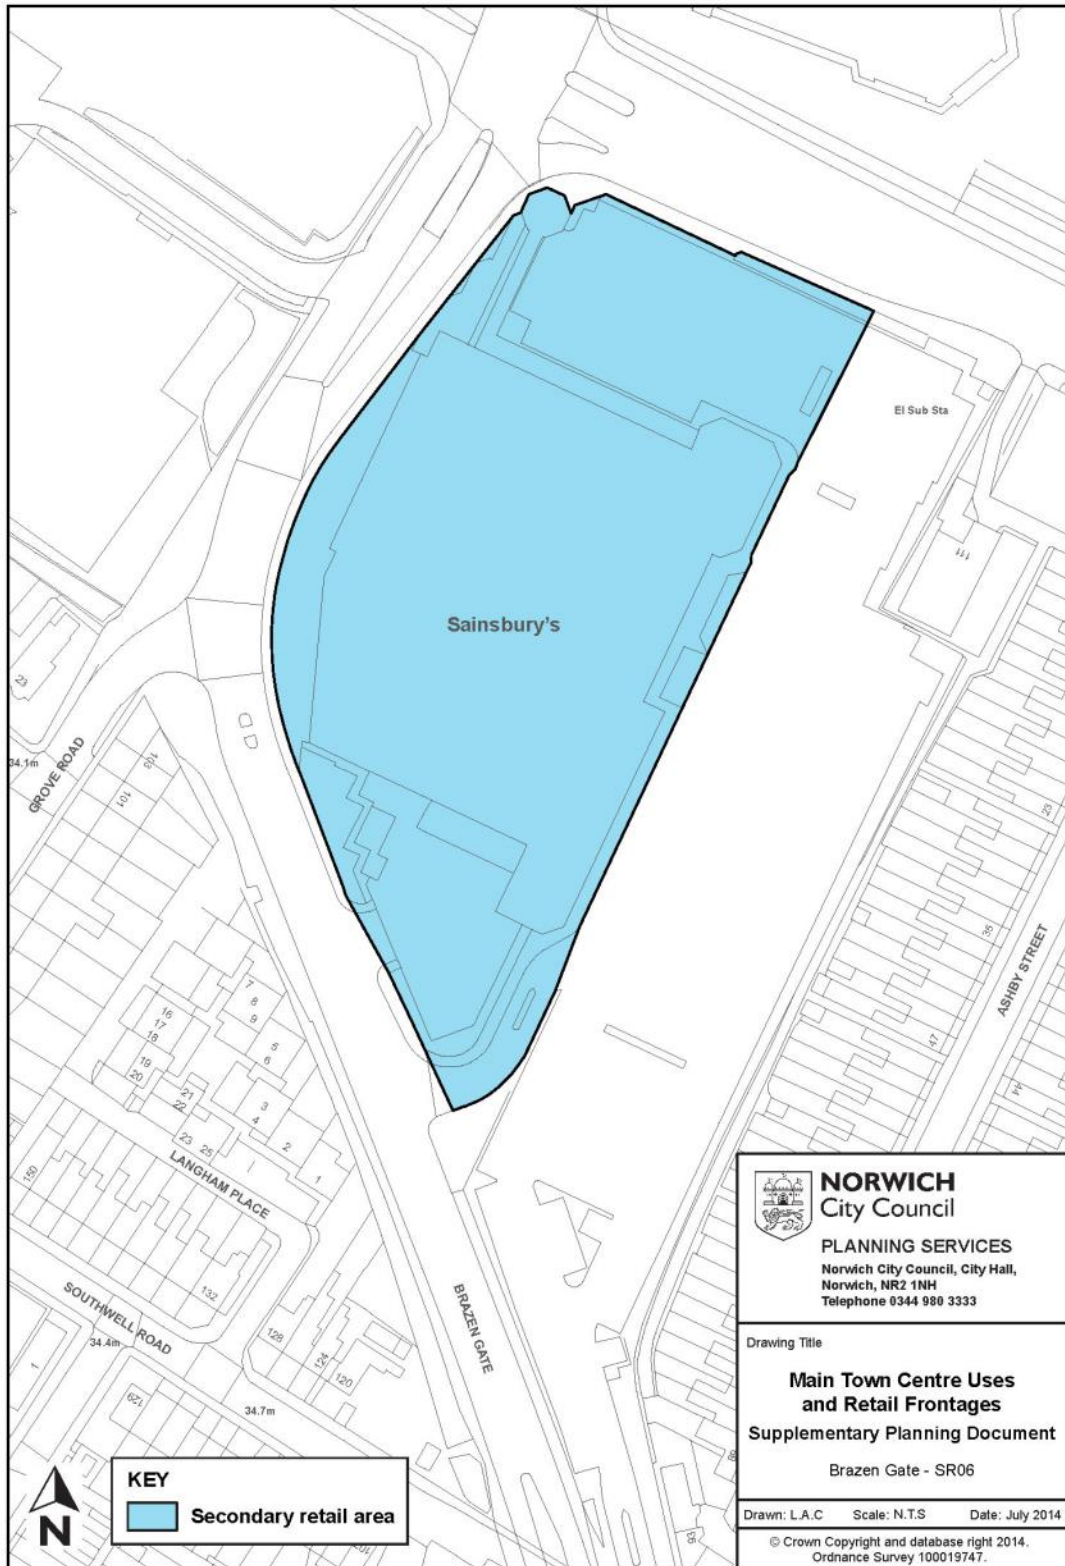 El Sub Sta
111
Sainsbury's
23
34.1m
GROVE ROAD
103
101
23
35
ASHBY STREET
47
44
7
8
9
16
17
18
5
6
19
20
21
22
3
4
2
23
25
1
LANGHAM PLACE
150
132
SOUTHWELL ROAD
34.4m
1
128
124
120
129
34.7m
BRAZEN GATE
93
NORWICH
City Council
PLANNING SERVICES
Norwich City Council, City Hall,
Norwich, NR2 1NH
Telephone 0344 980 3333
Drawing Title
Main Town Centre Uses
and Retail Frontages
Supplementary Planning Document
Brazen Gate - SR06
Drawn: L.A.C Scale: N.T.S Date: July 2014
© Crown Copyright and database right 2014.
Ordnance Survey 100019747.
KEY
Secondary retail area
N